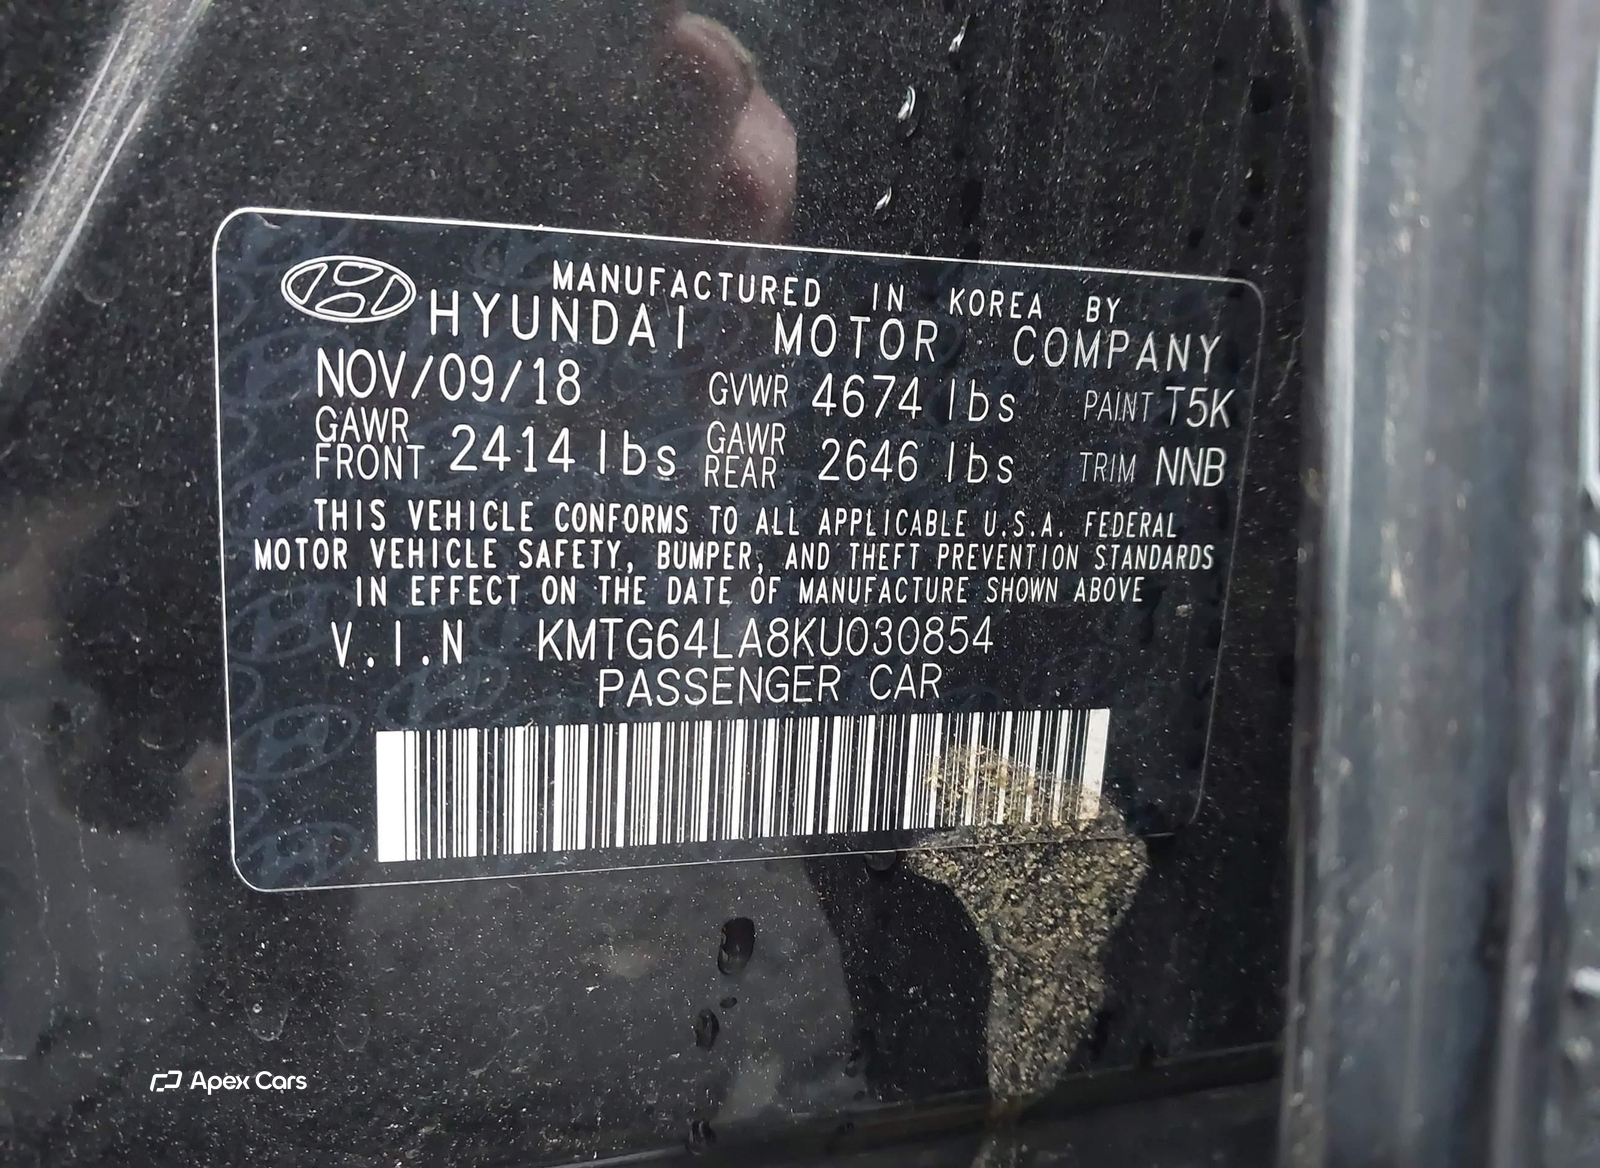 MANUFACTURED IN KOREA BY
HYUNDAI MOTOR COMPANY
NOV/09/18 GVWR 4674 lbs PAINT T5K
GAWR FRONT 2414 lbs GAWR REAR 2646 lbs TRIM NNB
THIS VEHICLE CONFORMS TO ALL APPLICABLE U.S.A. FEDERAL
MOTOR VEHICLE SAFETY, BUMPER, AND THEFT PREVENTION STANDARDS
IN EFFECT ON THE DATE OF MANUFACTURE SHOWN ABOVE
V.I.N KMTG64LA8KU030854
PASSENGER CAR
Apex Cars